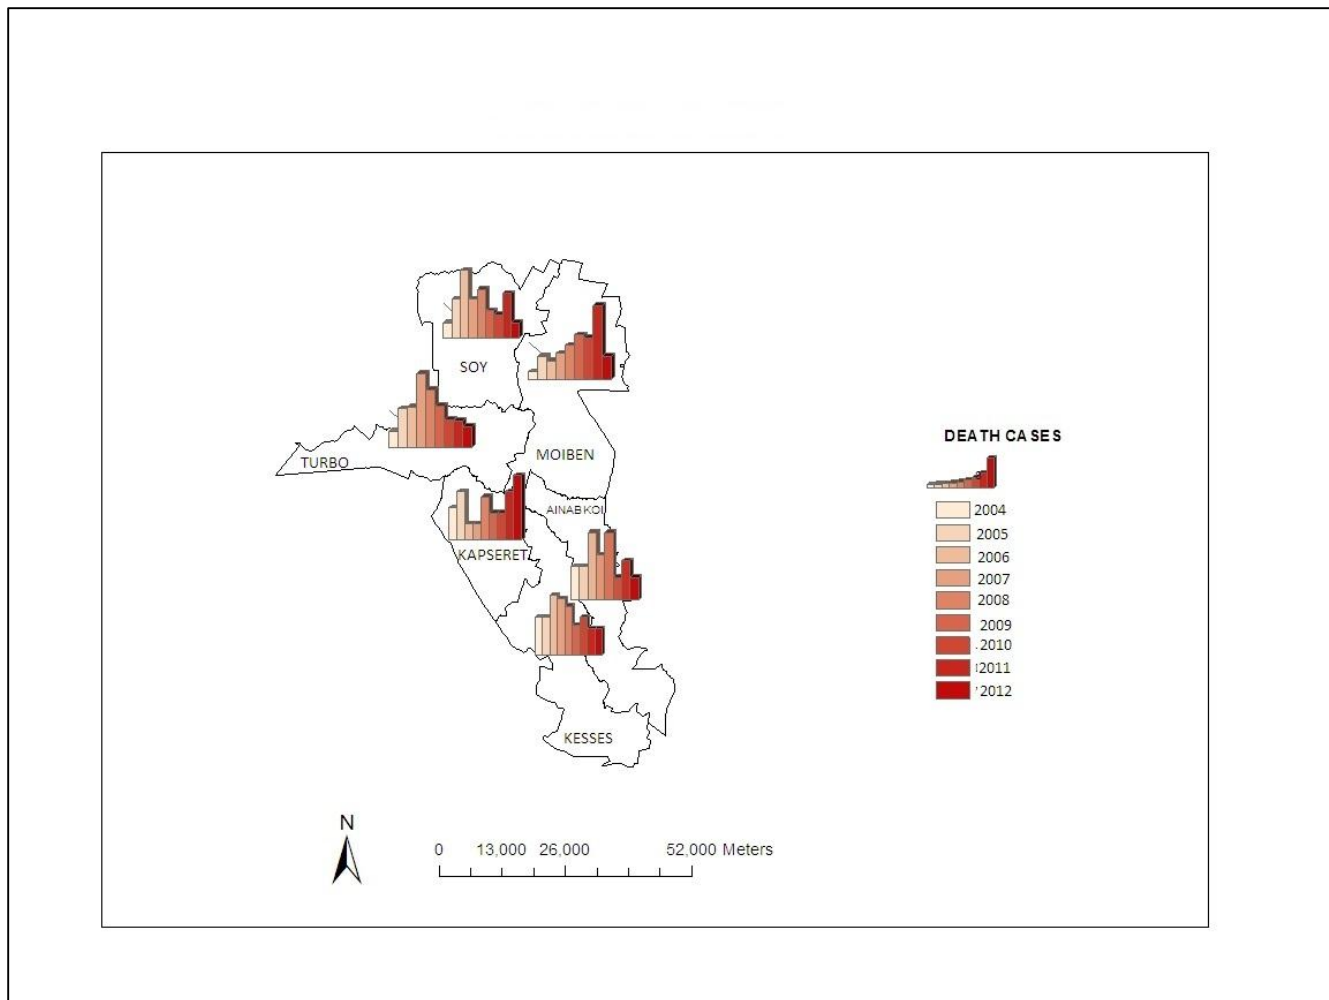 SOY
MOIBEN
TURBO
AINABKOI
KAPSERET
KESSES
DEATH CASES
2004
2005
2006
2007
2008
2009
2010
2011
2012
N
0 13,000 26,000 52,000 Meters